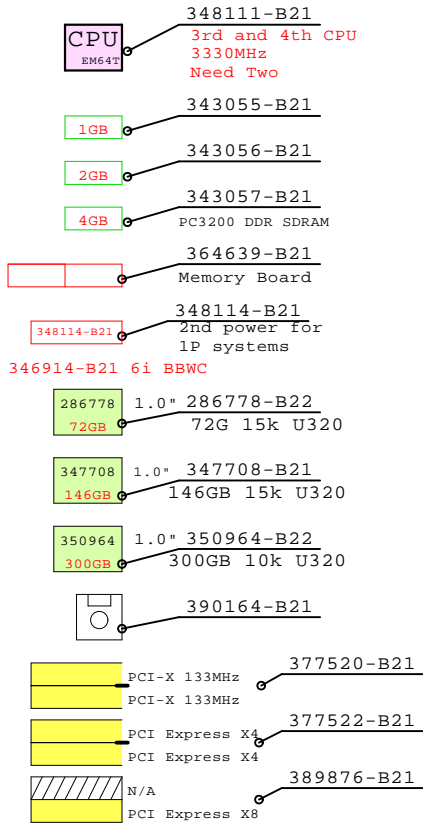 348111-B21
CPU
EM64T
3rd and 4th CPU
3330MHz
Need Two
343055-B21
1GB
343056-B21
2GB
343057-B21
4GB
PC3200 DDR SDRAM
364639-B21
Memory Board
348114-B21
348114-B21
2nd power for
1P systems
346914-B21 6i BBWC
286778 1.0" 286778-B22
72GB 72G 15k U320
347708 1.0" 347708-B21
146GB 146GB 15k U320
350964 1.0" 350964-B22
300GB 300GB 10k U320
390164-B21
377520-B21
PCI-X 133MHz
PCI-X 133MHz
377522-B21
PCI Express X4
PCI Express X4
389876-B21
N/A
PCI Express X8